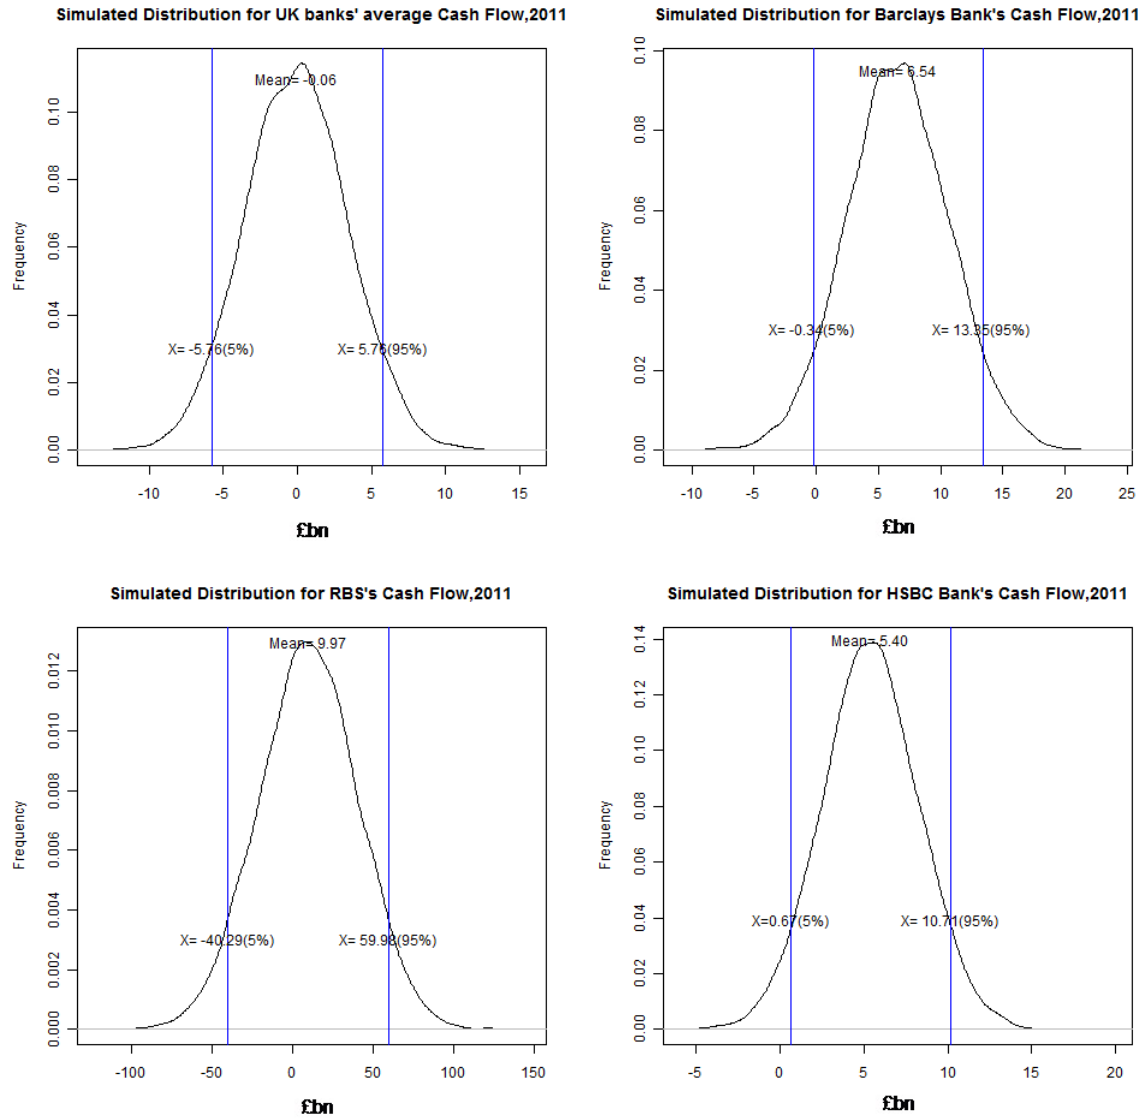 Simulated Distribution for UK banks' average Cash Flow,2011
Mean= -0.06
X= -5.76(5%)
X= 5.76(95%)
Frequency
0.00
0.02
0.04
0.06
0.08
0.10
-10
-5
0
5
10
15
£bn
Simulated Distribution for Barclays Bank's Cash Flow,2011
Mean= 6.54
X= -0.34(5%)
X= 13.35(95%)
Frequency
0.00
0.02
0.04
0.06
0.08
0.10
-10
-5
0
5
10
15
20
25
£bn
Simulated Distribution for RBS's Cash Flow,2011
Mean= 9.97
X= -40.29(5%)
X= 59.98(95%)
Frequency
0.000
0.002
0.004
0.006
0.008
0.010
0.012
-100
-50
0
50
100
150
£bn
Simulated Distribution for HSBC Bank's Cash Flow,2011
Mean= 5.40
X=0.67(5%)
X= 10.71(95%)
Frequency
0.00
0.02
0.04
0.06
0.08
0.10
0.12
0.14
-5
0
5
10
15
20
£bn